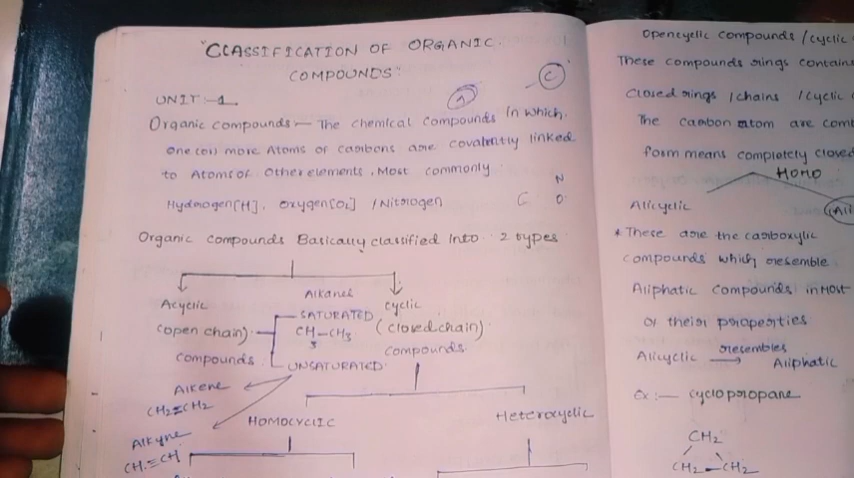 "CLASSIFICATION OF ORGANIC
COMPOUNDS"
UNIT :- 1
Organic compounds — The chemical compounds in which
one (or) more Atoms of carbons are covalently linked
to Atoms of Other elements. Most commonly
Hydrogen [H], Oxygen [O2] / Nitrogen
C
N
O
Organic compounds Basically classified Into 2 types
Acyclic
(open chain)
compounds
Alkanes
SATURATED
CH3-CH3
UNSATURATED
cyclic
(closed chain)
compounds
Alkene
CH2=CH2
Alkyne
CH≡CH
HOMOCYCLIC
Heterocyclic
Opencyclic compounds / cyclic
These compounds rings contain
Closed rings / chains / cyclic
The carbon atom are
form means completely closed
Homo
Alicyclic
* These are the carboxylic
compounds which resemble
Aliphatic compounds in Most
of their properties
Alicyclic resembles → Aliphatic
Ex :— cyclopropane
CH2
CH2-CH2